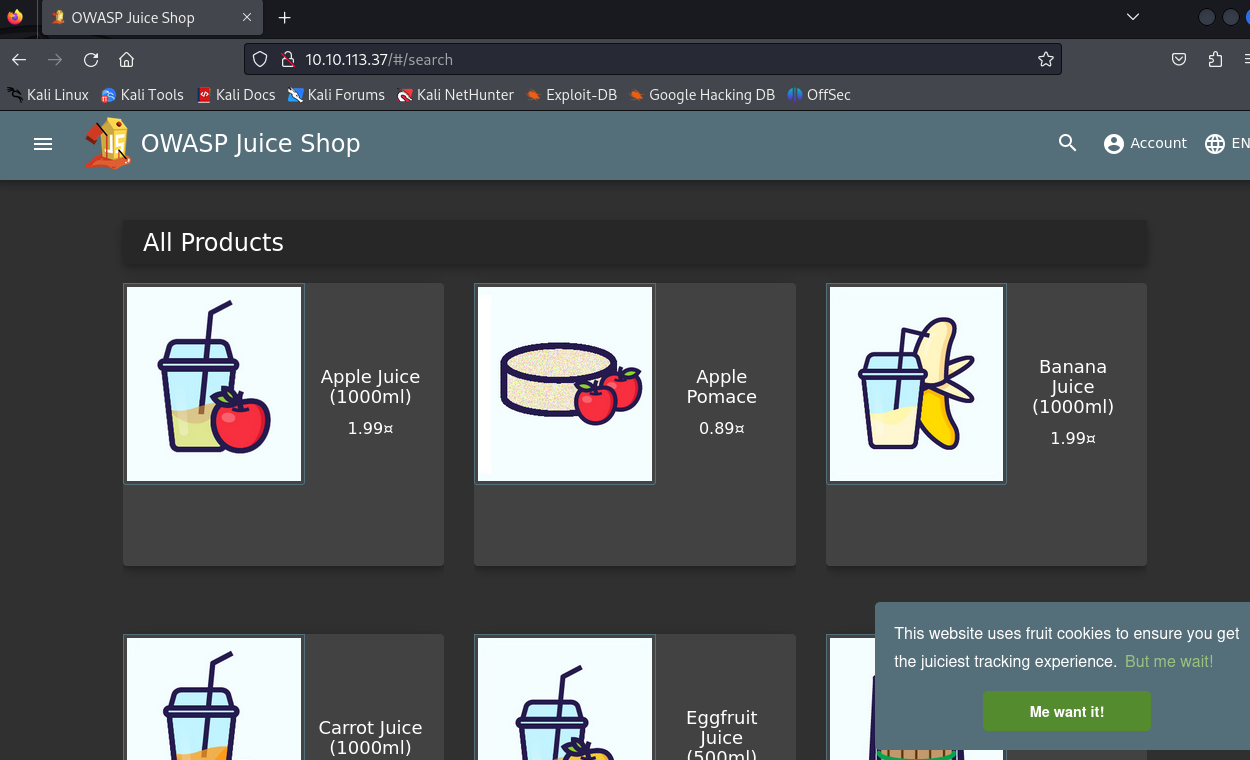 OWASP Juice Shop
10.10.113.37/#/search
Kali Linux Kali Tools Kali Docs Kali Forums Kali NetHunter Exploit-DB Google Hacking DB OffSec
OWASP Juice Shop Account EN
All Products
Apple Juice
(1000ml)
1.99¤
Apple
Pomace
0.89¤
Banana
Juice
(1000ml)
1.99¤
Carrot Juice
(1000ml)
Eggfruit
Juice
(500ml)
This website uses fruit cookies to ensure you get
the juiciest tracking experience. But me wait!
Me want it!